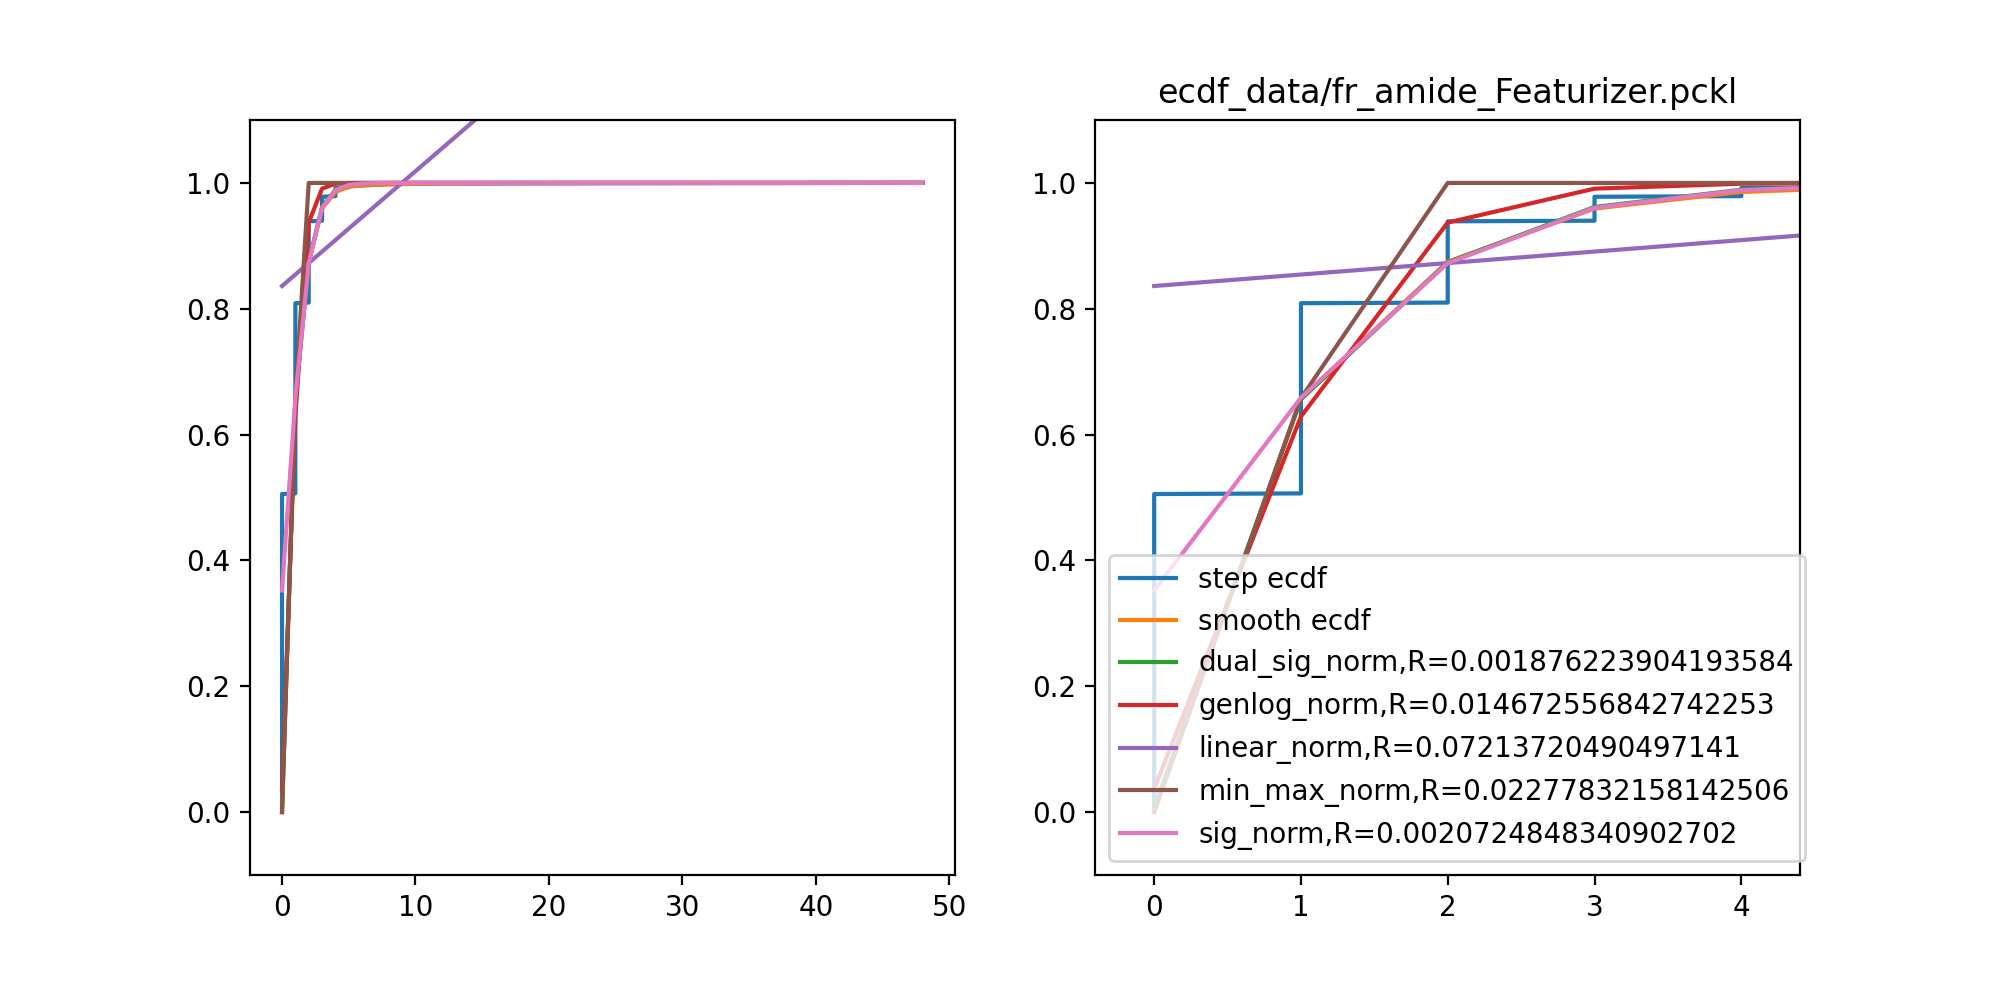 ecdf_data/fr_amide_Featurizer.pckl
1.0
0.8
0.6
0.4
0.2
0.0
0 10 20 30 40 50
1.0
0.8
0.6
0.4
0.2
0.0
step ecdf
smooth ecdf
dual_sig_norm,R=0.001876223904193584
genlog_norm,R=0.014672556842742253
linear_norm,R=0.07213720490497141
min_max_norm,R=0.02277832158142506
sig_norm,R=0.0020724848340902702
0 1 2 3 4